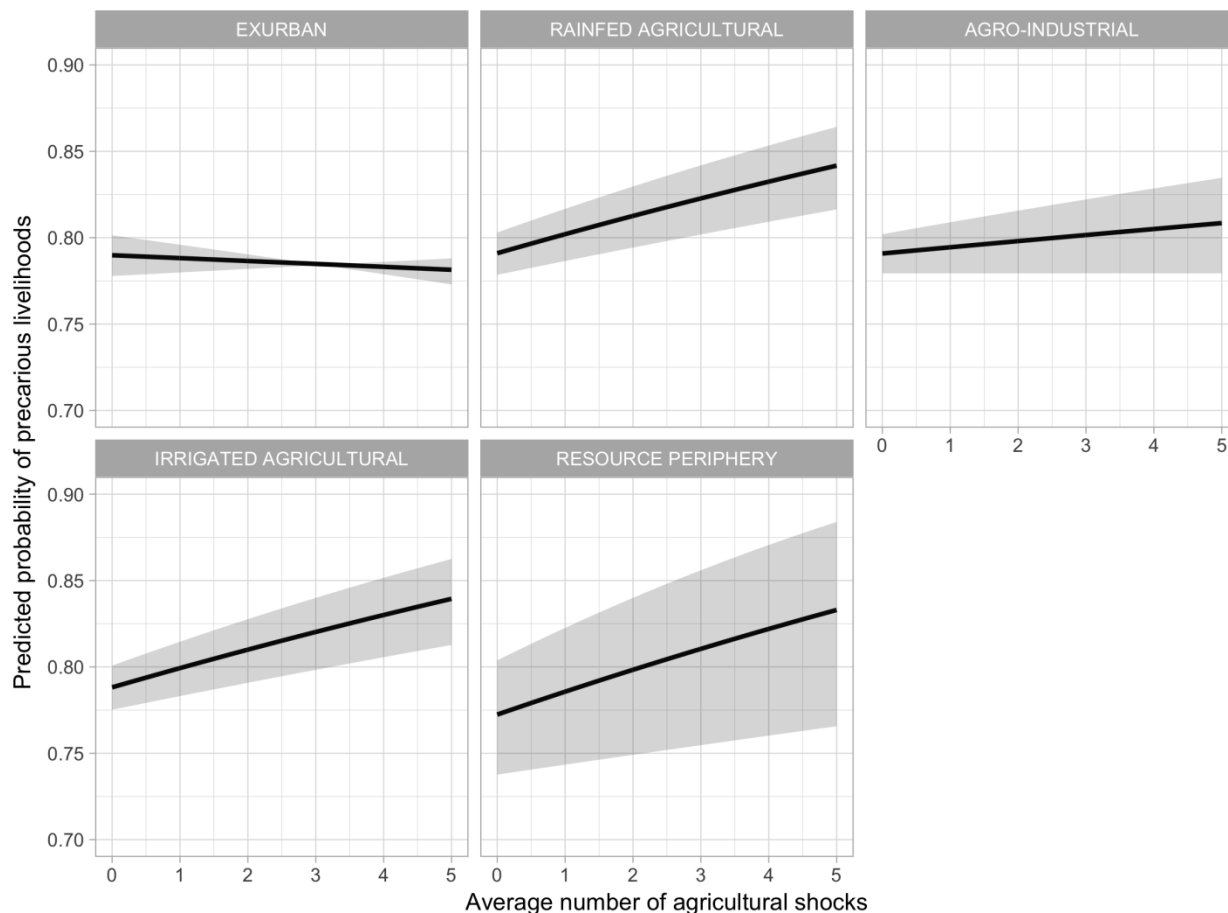 EXURBAN
RAINFED AGRICULTURAL
AGRO-INDUSTRIAL
0.90
0.85
0.80
0.75
0.70
0 1 2 3 4 5
IRRIGATED AGRICULTURAL
RESOURCE PERIPHERY
0.90
0.85
0.80
0.75
0.70
0 1 2 3 4 5
0 1 2 3 4 5
Predicted probability of precarious livelihoods
Average number of agricultural shocks